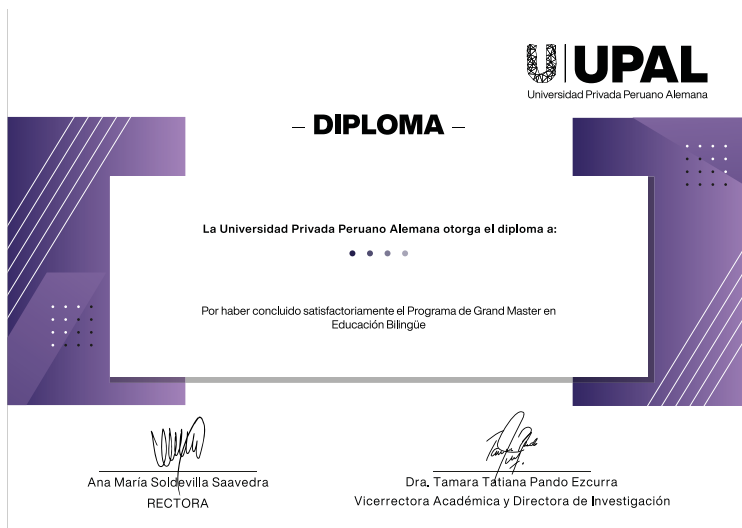 UPAL
Universidad Privada Peruano Alemana
– DIPLOMA –
La Universidad Privada Peruano Alemana otorga el diploma a:
Por haber concluido satisfactoriamente el Programa de Grand Master en
Educación Bilingüe
Ana María Soldevilla Saavedra
RECTORA
Dra. Tamara Tatiana Pando Ezcurra
Vicerrectora Académica y Directora de Investigación